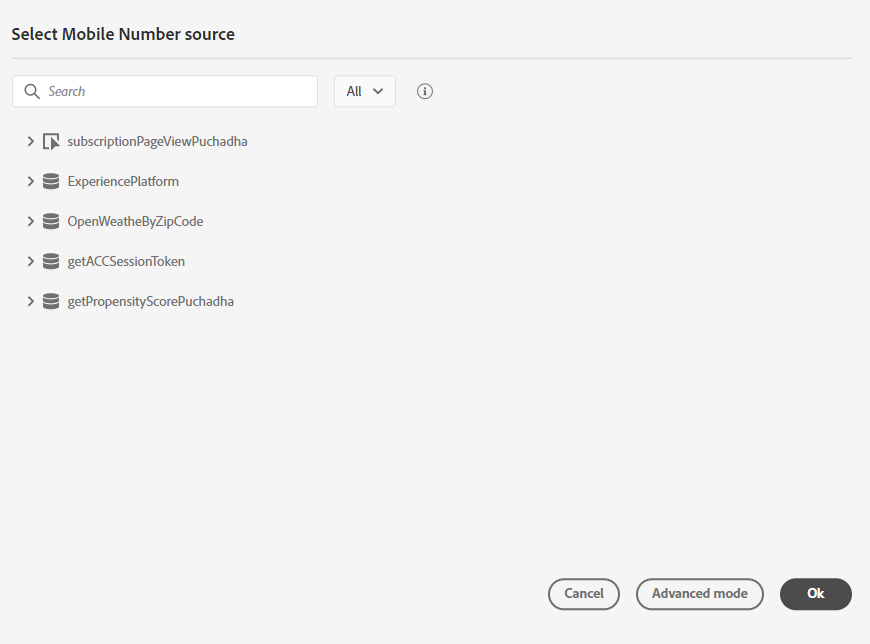 Select Mobile Number source
Search
All
subscriptionPageViewPuchadha
ExperiencePlatform
OpenWeatheByZipCode
getACCSessionToken
getPropensityScorePuchadha
Cancel
Advanced mode
Ok